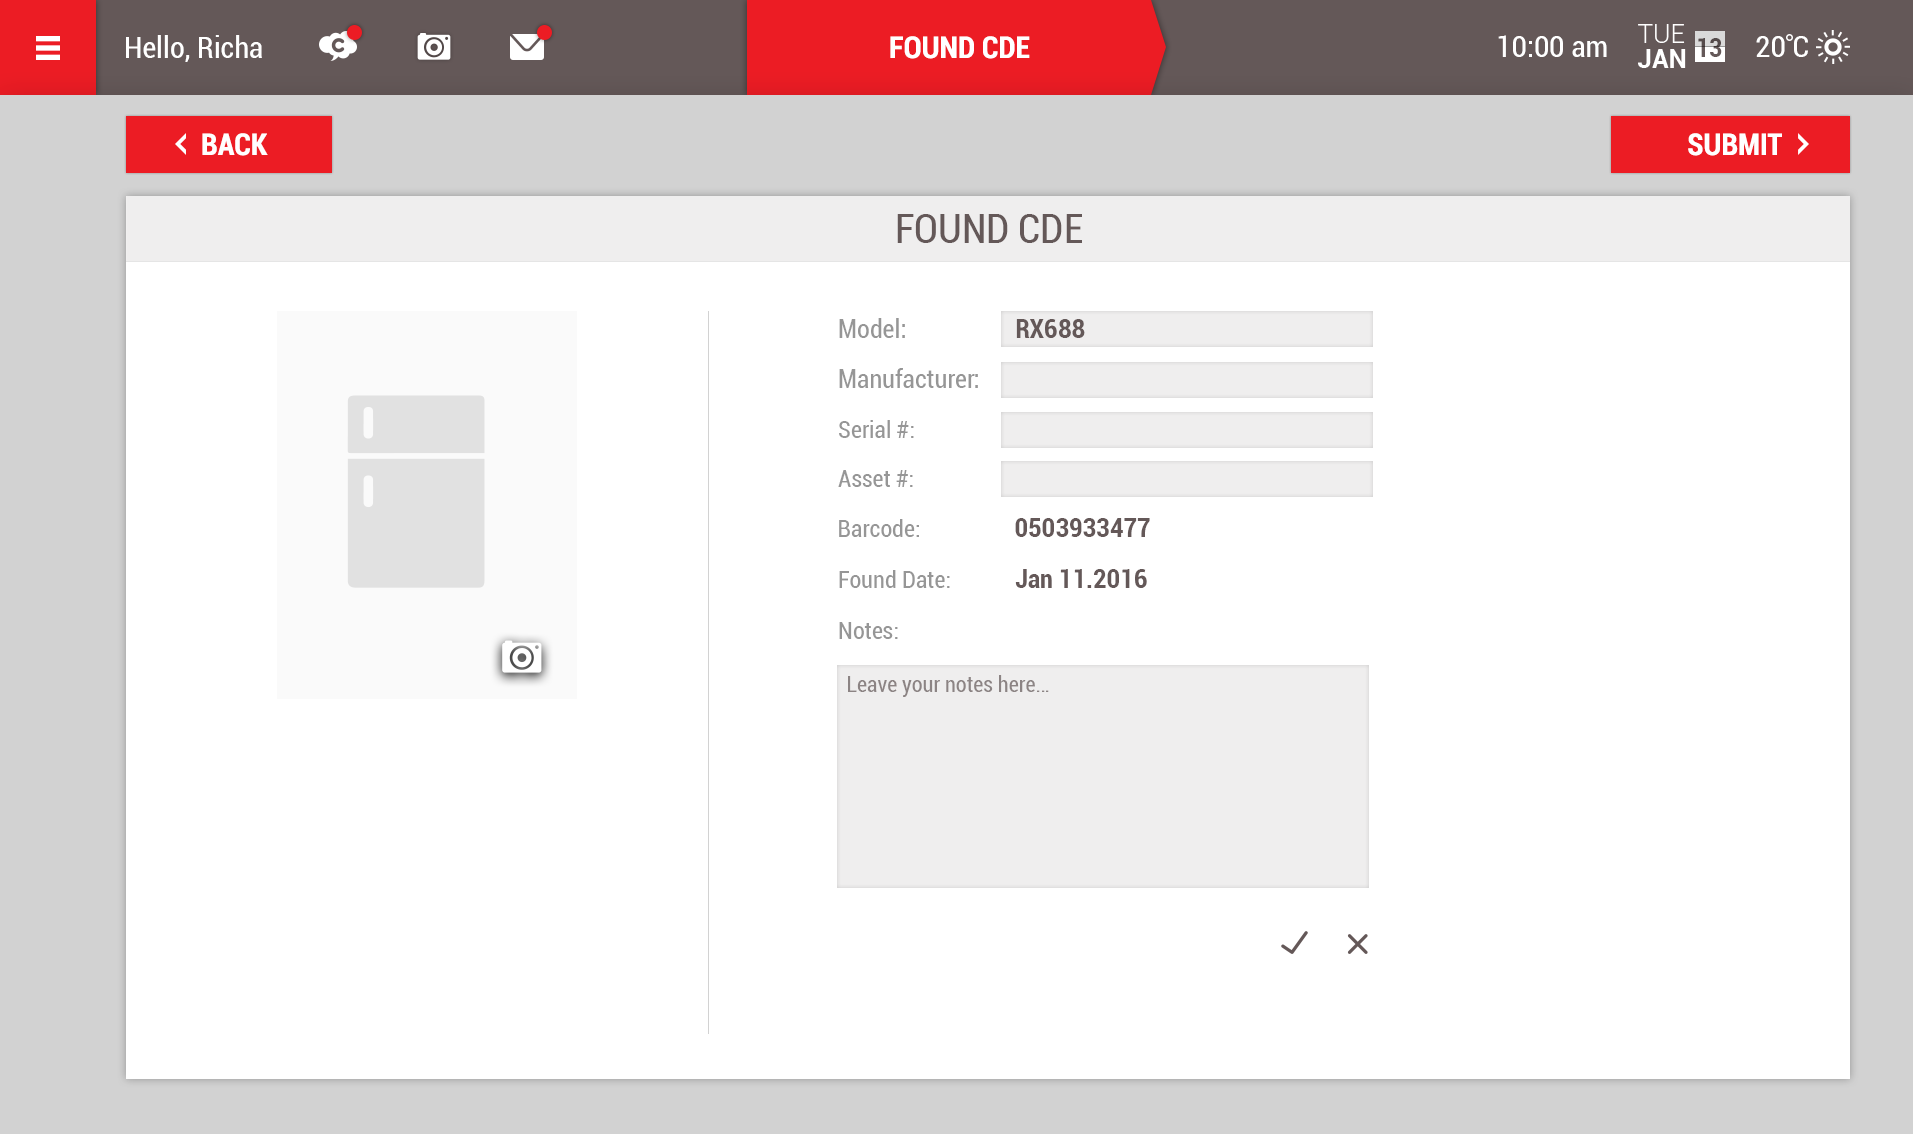 Hello, Richa
C
FOUND CDE
10:00 am
TUE
JAN
13
20°C
BACK
SUBMIT
FOUND CDE
Model: RX688
Manufacturer:
Serial #:
Asset #:
Barcode: 0503933477
Found Date: Jan 11.2016
Notes:
Leave your notes here...